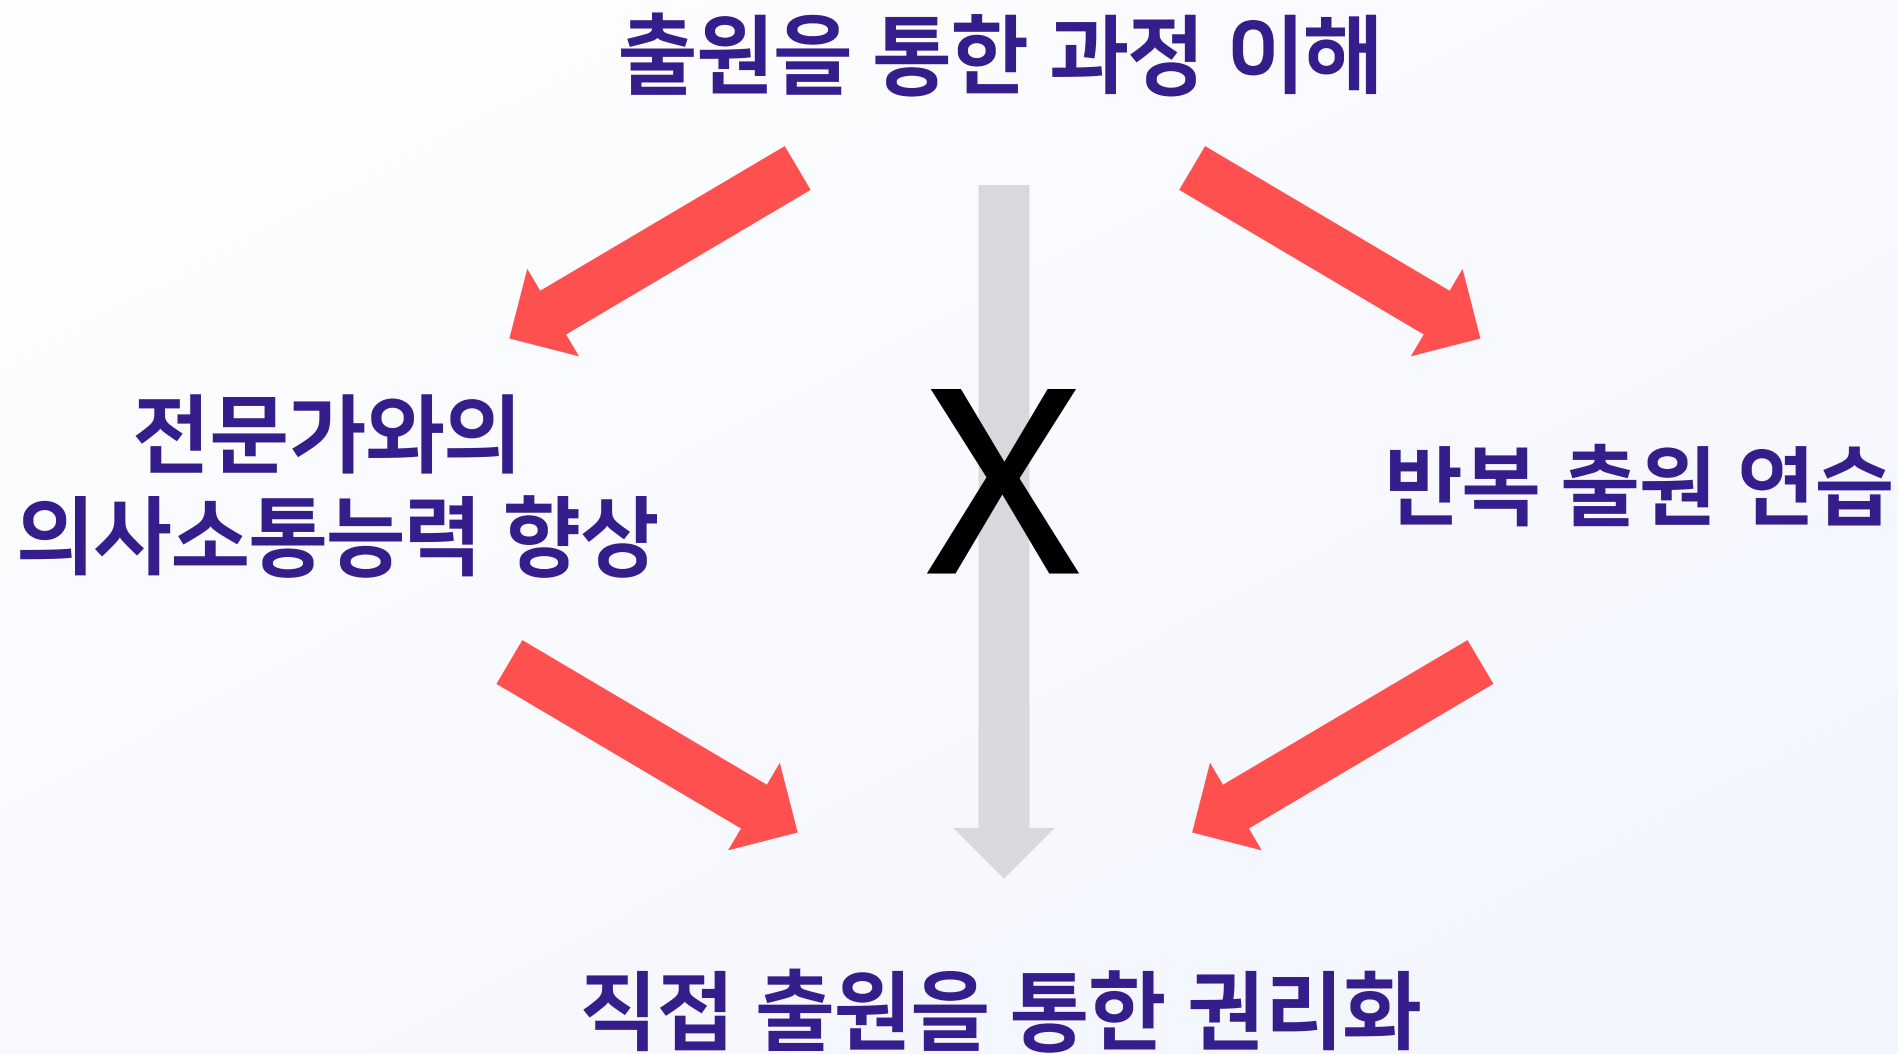 출원을 통한 과정 이해
전문가와의
의사소통능력 향상
X
반복 출원 연습
직접 출원을 통한 권리화